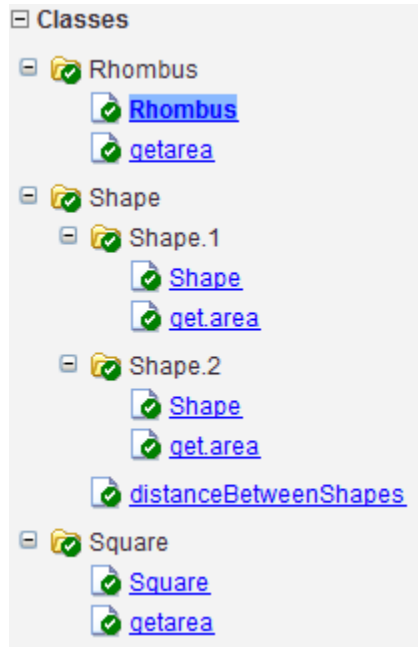 Classes
Rhombus
Rhombus
getarea
Shape
Shape.1
Shape
get.area
Shape.2
Shape
get.area
distanceBetweenShapes
Square
Square
getarea